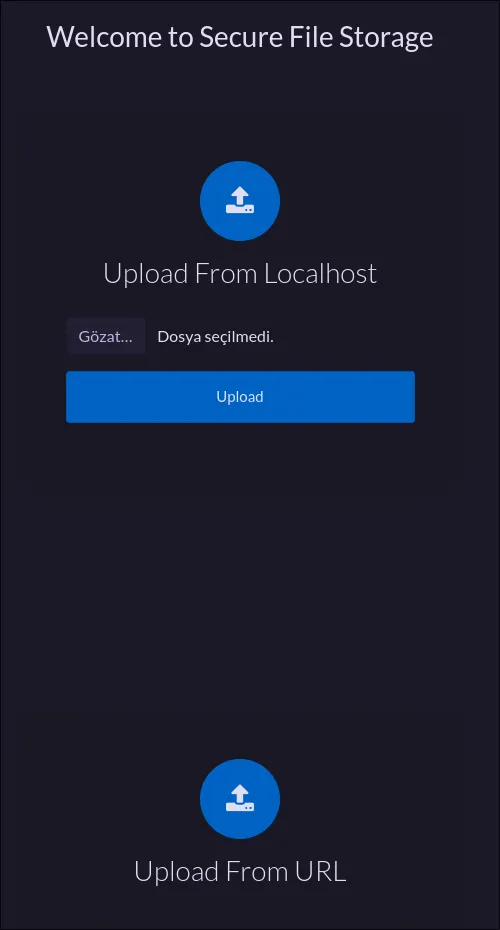 Welcome to Secure File Storage
Upload From Localhost
Gözat... Dosya seçilmedi.
Upload
Upload From URL